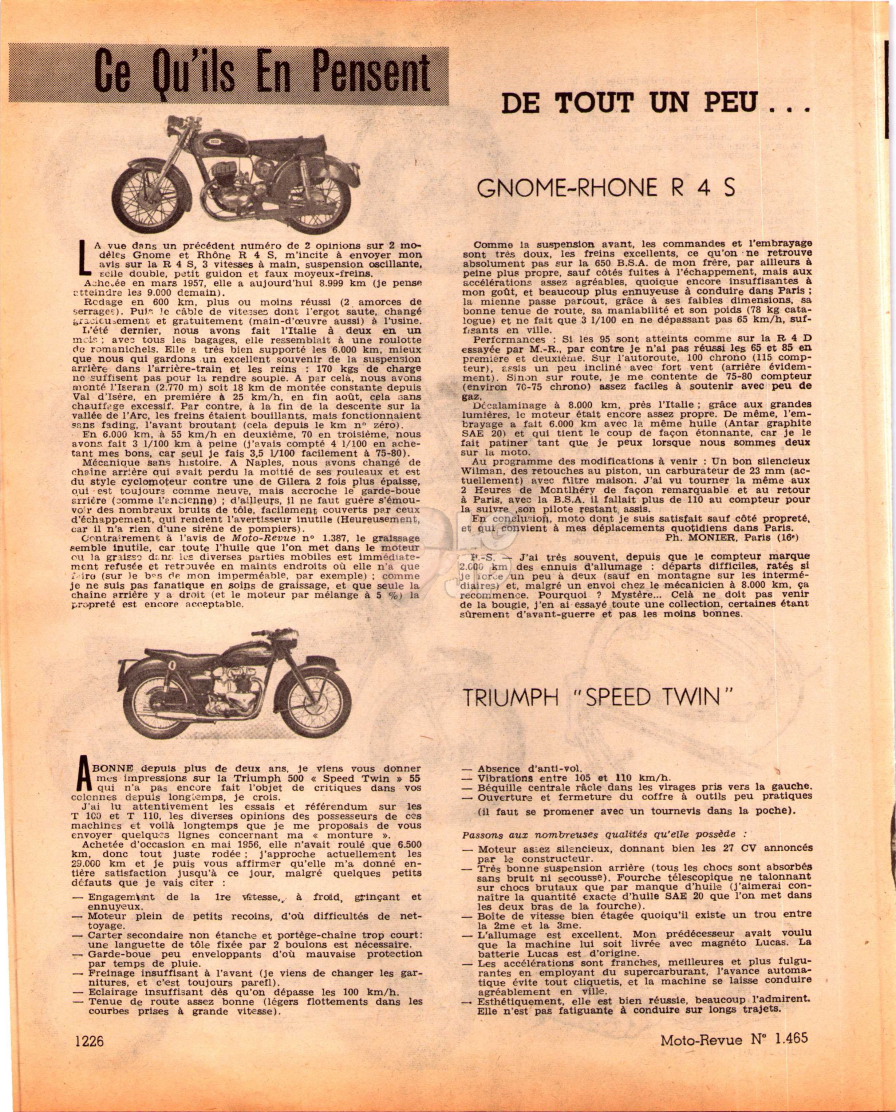 Ce Qu'ils En Pensent
DE TOUT UN PEU . . .
GNOME-RHONE R 4 S
LA vue dans un précédent numéro de 2 opinions sur 2 mo-
dèles Gnome et Rhône R 4 S, m'incite à envoyer mon
avis sur la R 4 S, 3 vitesses à main, suspension oscillante,
selle double, petit guidon et faux moyeux-freins.
Achetée en mars 1957, elle a aujourd'hui 8.999 km (je pense
atteindre les 9.000 demain).
Rodage en 600 km, plus ou moins réussi (2 amorces de
serrages). Puis le câble de vitesses dont l'ergot saute, changé
gracieusement et gratuitement (main-d'œuvre aussi) à l'usine.
L'été dernier, nous avons fait l'Italie à deux en un
mois ; avec tous les bagages, elle ressemblait à une roulotte
de romanichels. Elle a très bien supporté les 6.000 km, mieux
que nous qui gardons un excellent souvenir de la suspension
arrière dans l'arrière-train et les reins : 170 kgs de charge
ne suffisent pas pour la rendre souple. A par cela, nous avons
monté l'Iseran (2.770 m) soit 18 km de montée constante depuis
Val d'Isère, en première à 25 km/h, en fin août, cela sans
chauffage excessif. Par contre, à la fin de la descente sur la
vallée de l'Arc, les freins étaient bouillants, mais fonctionnaient
sans fading, l'avant broutant (cela depuis le km n° zéro).
En 6.000 km, à 55 km/h en deuxième, 70 en troisième, nous
avons fait 3 l/100 km de peine (j'avais compté 4 l/100 en ache-
tant mes bons, car seul je fais 3,5 l/100 facilement à 75-80).
Mécanique sans histoire. A Naples, nous avons changé de
chaîne arrière qui avait perdu la moitié de ses rouleaux et est
du style cyclomoteur contre une de Gilera 2 fois plus épaisse,
qui est toujours comme neuve, mais accroche le garde-boue
arrière (comme l'ancienne) ; d'ailleurs, il ne faut guère s'émou-
voir des nombreux bruits de tôle, facilement couverts par ceux
d'échappement, qui rendent l'avertisseur inutile (Heureusement,
car il n'a rien d'une sirène de pompiers).
Contrairement à l'avis de Moto-Revue n° 1.387, le graissage
semble inutile, car toute l'huile que l'on met dans le moteur
ou la graisse dans les diverses parties mobiles est immédiate-
ment refusée et retrouvée en maints endroits où elle n'a que
faire (sur le bas de mon imperméable, par exemple) ; comme
je ne suis pas fanatique en soins de graissage, et que seule la
chaîne arrière y a droit (et le moteur par mélange à 5 %) la
propreté est encore acceptable.
Comme la suspension avant, les commandes et l'embrayage
sont très doux, les freins excellents, ce qu'on ne retrouve
absolument pas sur la 650 B.S.A. de mon frère, par ailleurs à
peine plus propre, sauf côtés fuites à l'échappement, mais aux
accélérations assez agréables, quoique encore insuffisantes à
mon goût, et beaucoup plus ennuyeuse à conduire dans Paris ;
la mienne passe partout, grâce à ses faibles dimensions, sa
bonne tenue de route, sa maniabilité et son poids (78 kg cata-
logue) et ne fait que 3 l/100 en ne dépassant pas 65 km/h, suf-
fisants en ville.
Performances : Si les 95 sont atteints comme sur la R 4 D
essayée par M.-R., par contre je n'ai pas réussi les 65 et 85 en
première et deuxième. Sur l'autoroute, 100 chrono (115 comp-
teur), assis un peu incliné avec fort vent (arrière évidem-
ment). Sinon sur route, je me contente de 75-80 compteur
(environ 70-75 chrono) assez faciles à soutenir avec peu de
gaz.
Décalaminage à 8.000 km, près l'Italie ; grâce aux grandes
lumières, le moteur était encore assez propre. De même, l'em-
brayage a fait 6.000 km avec la même huile (Antar graphite
SAE 20) et qui tient le coup de façon étonnante, car je le
fait patiner tant que je peux lorsque nous sommes deux
sur la moto.
Au programme des modifications à venir : Un bon silencieux
Wilman, des retouches au piston, un carburateur de 23 mm (ac-
tuellement) avec filtre maison. J'ai vu tourner la même aux
2 Heures de Montlhéry de façon remarquable et au retour
à Paris, avec la B.S.A. il fallait plus de 110 au compteur pour
la suivre, son pilote restant assis.
En conclusion, moto dont je suis satisfait sauf côté propreté,
et qui convient à mes déplacements quotidiens dans Paris.
Ph. MONIER, Paris (16e)
P.-S. — J'ai très souvent, depuis que le compteur marque
2.000 km des ennuis d'allumage : départs difficiles, ratés si
je force un peu à deux (sauf en montagne sur les intermé-
diaires) et, malgré un envoi chez le mécanicien à 8.000 km, ça
recommence. Pourquoi ? Mystère... Celà ne doit pas venir
de la bougie, j'en ai essayé toute une collection, certaines étant
sûrement d'avant-guerre et pas les moins bonnes.
TRIUMPH "SPEED TWIN"
ABONNE depuis plus de deux ans, je viens vous donner
mes impressions sur la Triumph 500 « Speed Twin » 55
qui n'a pas encore fait l'objet de critiques dans vos
colonnes depuis longtemps, je crois.
J'ai lu attentivement les essais et référendum sur les
T 100 et T 110, les diverses opinions des possesseurs de ces
machines et voilà longtemps que je me proposais de vous
envoyer quelques lignes concernant ma « monture ».
Achetée d'occasion en mai 1956, elle n'avait roulé que 6.500
km, donc tout juste rodée ; j'approche actuellement les
29.000 km et je puis vous affirmer qu'elle m'a donné en-
tière satisfaction jusqu'à ce jour, malgré quelques petits
défauts que je vais citer :
— Engagement de la 1re vitesse, à froid, grinçant et
ennuyeux.
— Moteur plein de petits recoins, d'où difficultés de net-
toyage.
— Carter secondaire non étanche et portège-chaîne trop court:
une languette de tôle fixée par 2 boulons est nécessaire.
— Garde-boue peu enveloppants d'où mauvaise protection
par temps de pluie.
— Freinage insuffisant à l'avant (je viens de changer les gar-
nitures, et c'est toujours pareil).
— Eclairage insuffisant dès qu'on dépasse les 100 km/h.
— Tenue de route assez bonne (légers flottements dans les
courbes prises à grande vitesse).
— Absence d'anti-vol.
— Vibrations entre 105 et 110 km/h.
— Béquille centrale râcle dans les virages pris vers la gauche.
— Ouverture et fermeture du coffre à outils peu pratiques
(il faut se promener avec un tournevis dans la poche).
Passons aux nombreuses qualités qu'elle possède :
— Moteur assez silencieux, donnant bien les 27 CV annoncés
par le constructeur.
— Très bonne suspension arrière (tous les chocs sont absorbés
sans bruit ni secousse). Fourche télescopique ne talonnant
sur chocs brutaux que par manque d'huile (j'aimerai con-
naître la quantité exacte d'huile SAE 20 que l'on met dans
les deux bras de la fourche).
— Boîte de vitesse bien étagée quoiqu'il existe un trou entre
la 2me et la 3me.
— L'allumage est excellent. Mon prédécesseur avait voulu
que la machine lui soit livrée avec magnéto Lucas. La
batterie Lucas est d'origine.
— Les accélérations sont franches, meilleures et plus fulgu-
rantes en employant du supercarburant, l'avance automa-
tique évite tout cliquetis, et la machine se laisse conduire
agréablement en ville.
— Esthétiquement, elle est bien réussie, beaucoup l'admirent.
Elle n'est pas fatiguante à conduire sur longs trajets.
1226
Moto-Revue N° 1.465